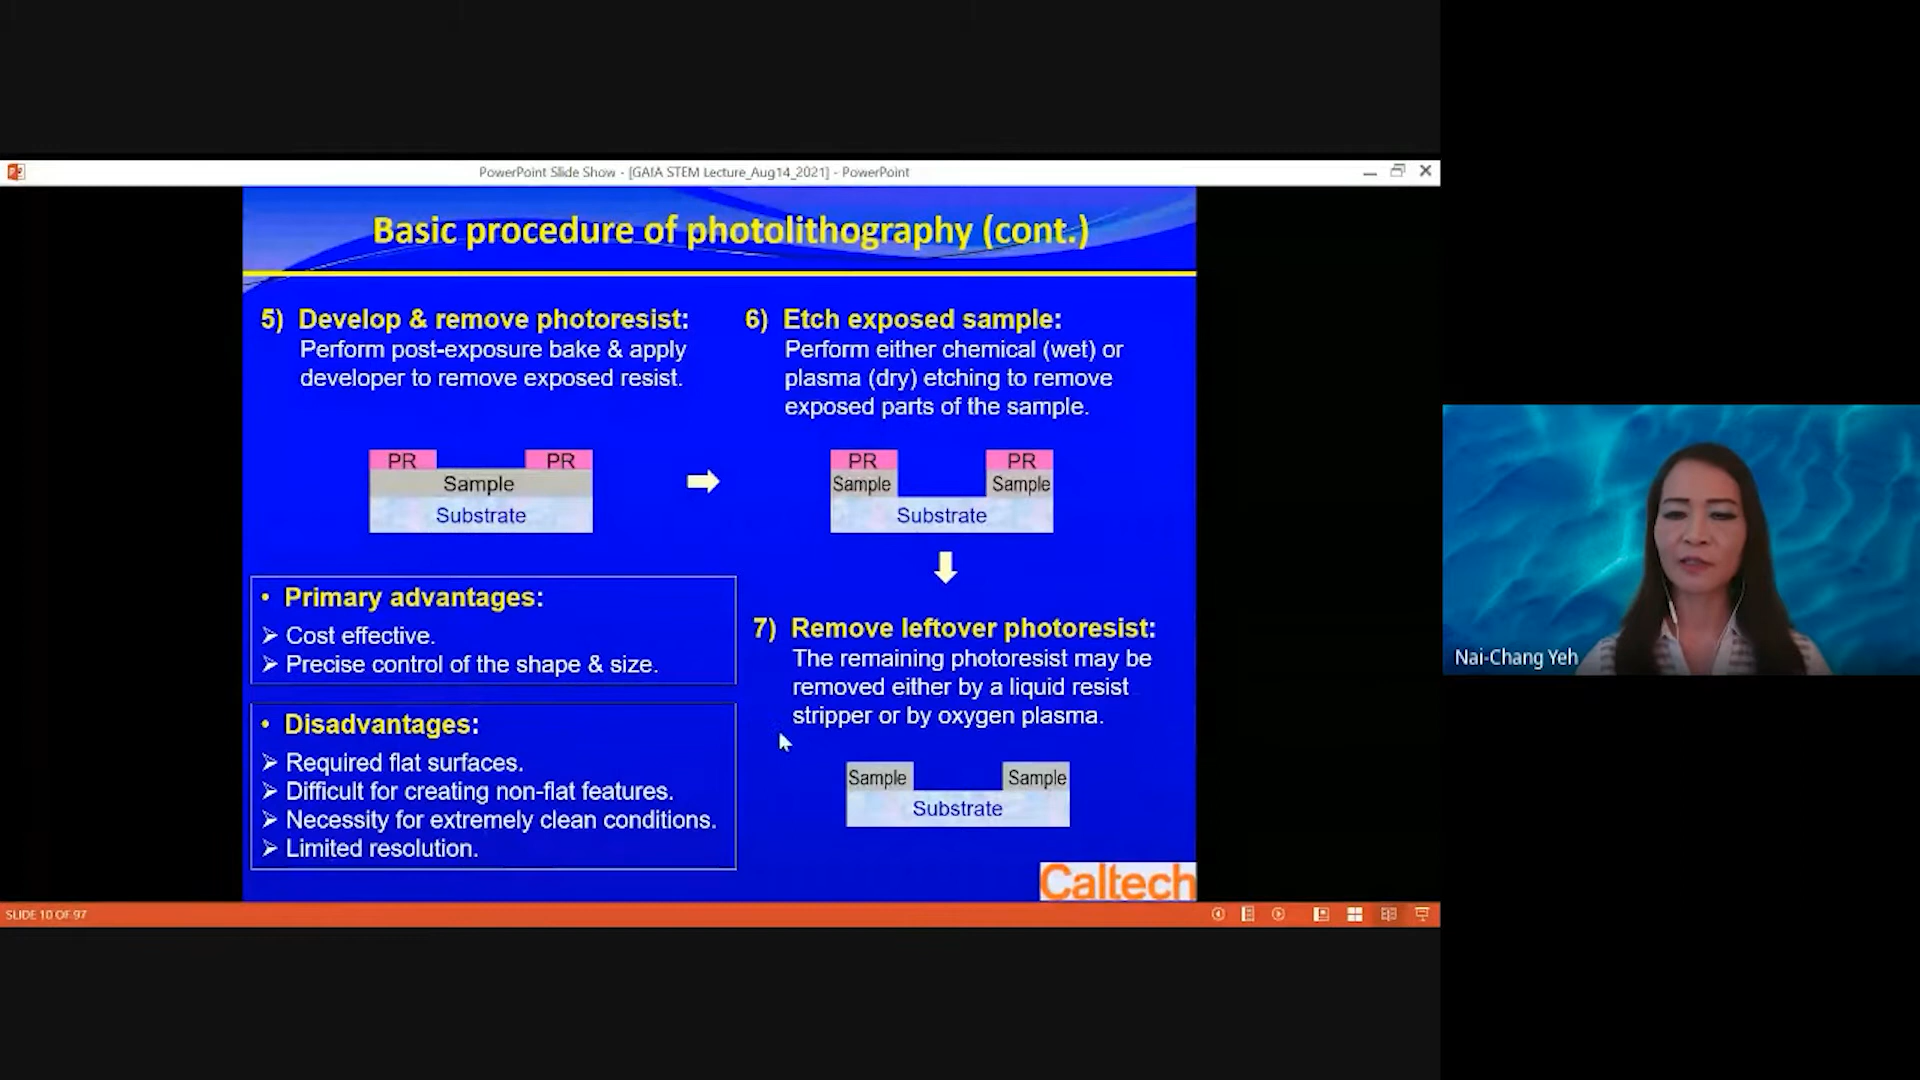 PowerPoint Slide Show - [GAIA STEM Lecture_Aug14_2021] - PowerPoint
Basic procedure of photolithography (cont.)
5) Develop & remove photoresist:
Perform post-exposure bake & apply
developer to remove exposed resist.
PR PR
Sample
Substrate
6) Etch exposed sample:
Perform either chemical (wet) or
plasma (dry) etching to remove
exposed parts of the sample.
PR PR
Sample Sample
Substrate
• Primary advantages:
➢ Cost effective.
➢ Precise control of the shape & size.
• Disadvantages:
➢ Required flat surfaces.
➢ Difficult for creating non-flat features.
➢ Necessity for extremely clean conditions.
➢ Limited resolution.
7) Remove leftover photoresist:
The remaining photoresist may be
removed either by a liquid resist
stripper or by oxygen plasma.
Sample Sample
Substrate
Caltech
SLIDE 10 OF 97
Nai-Chang Yeh